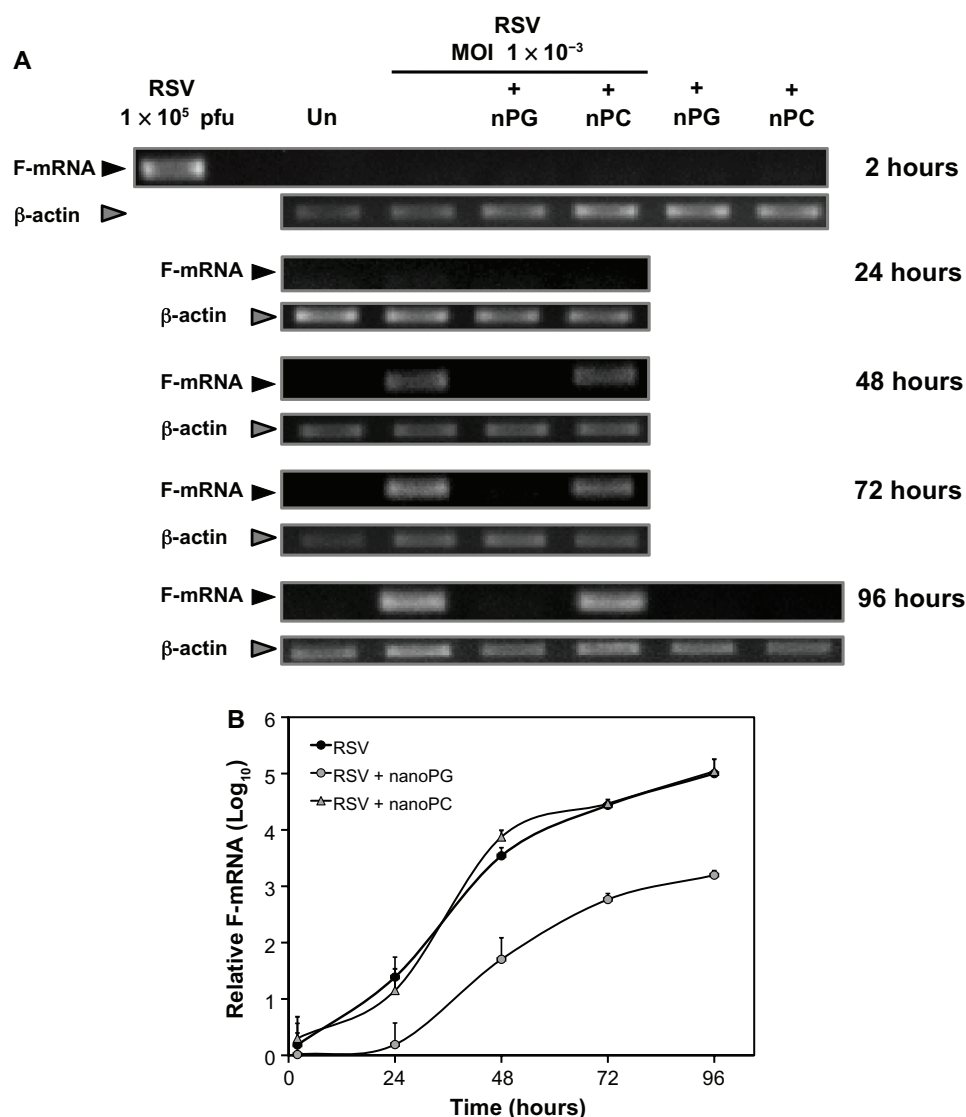 A
RSV
MOI 1 × 10⁻³
RSV + + + +
1 × 10⁵ pfu Un nPG nPC nPG nPC
F-mRNA 2 hours
β-actin
F-mRNA 24 hours
β-actin
F-mRNA 48 hours
β-actin
F-mRNA 72 hours
β-actin
F-mRNA 96 hours
β-actin
B
Relative F-mRNA (Log₁₀)
6
5
4
3
2
1
0
RSV
RSV + nanoPG
RSV + nanoPC
0 24 48 72 96
Time (hours)